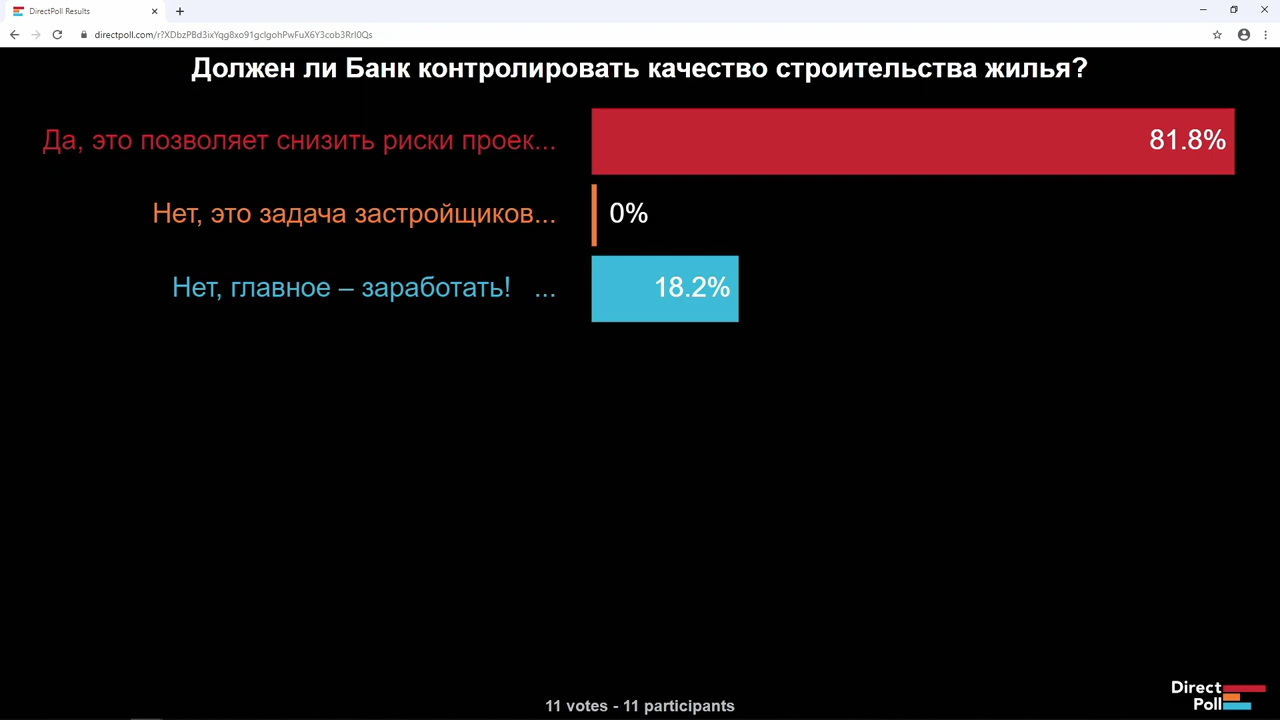 DirectPoll Results
directpoll.com/r?XDbzPBd3ixYqg8xo91gcIgohPwFuX6Y3cob3Rrl0Qs
Должен ли Банк контролировать качество строительства жилья?
Да, это позволяет снизить риски проек... 81.8%
Нет, это задача застройщиков... 0%
Нет, главное – заработать! ... 18.2%
11 votes - 11 participants
Direct
Poll